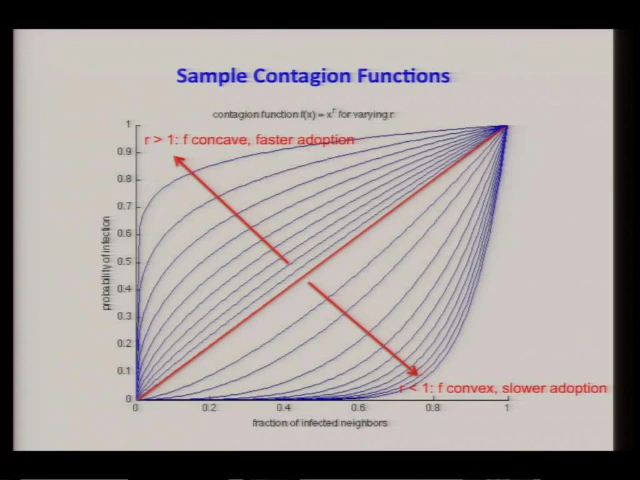 Sample Contagion Functions
contagion function f(x) = x^r for varying r
r > 1: f concave, faster adoption
1
0.9
0.8
0.7
0.6
0.5
0.4
0.3
0.2
0.1
0
probability of infection
r < 1: f convex, slower adoption
0
0.2
0.4
0.6
0.8
1
fraction of infected neighbors